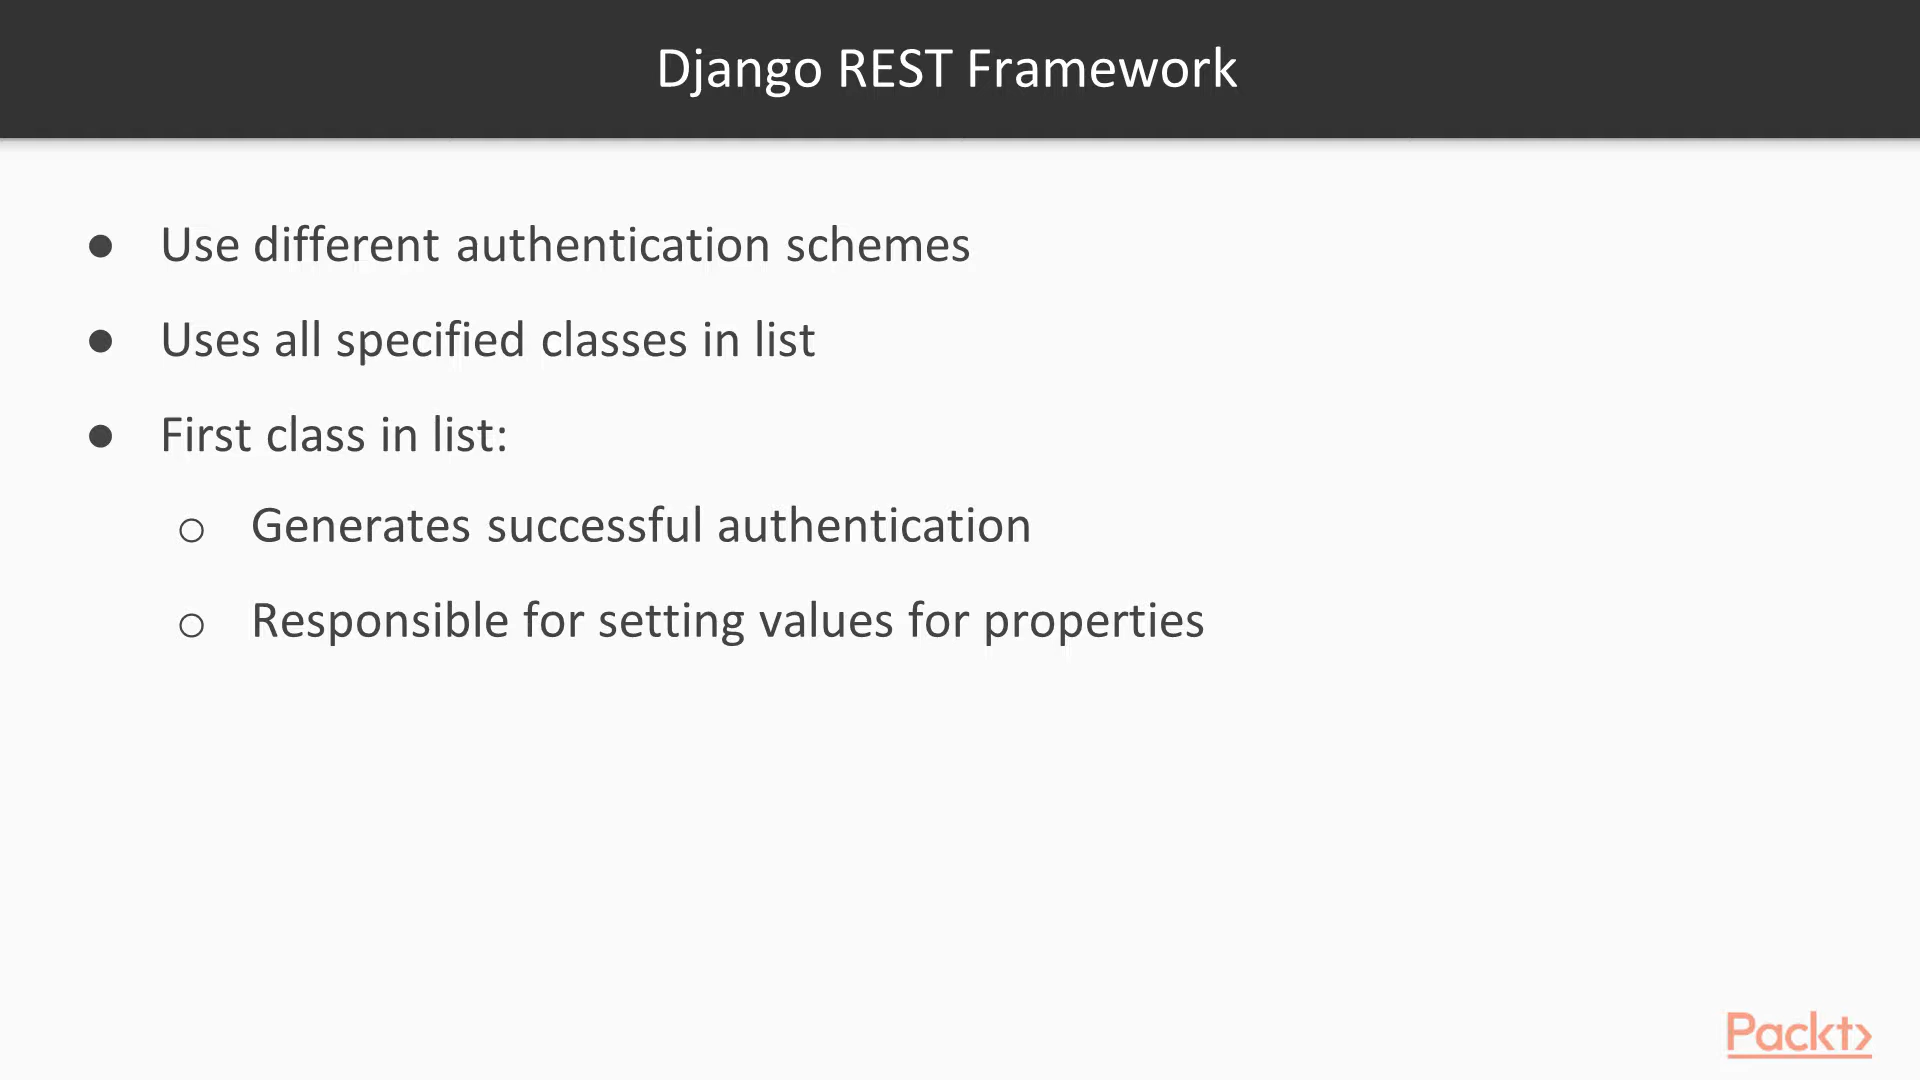 Django REST Framework
● Use different authentication schemes
● Uses all specified classes in list
● First class in list:
○ Generates successful authentication
○ Responsible for setting values for properties
Packt>